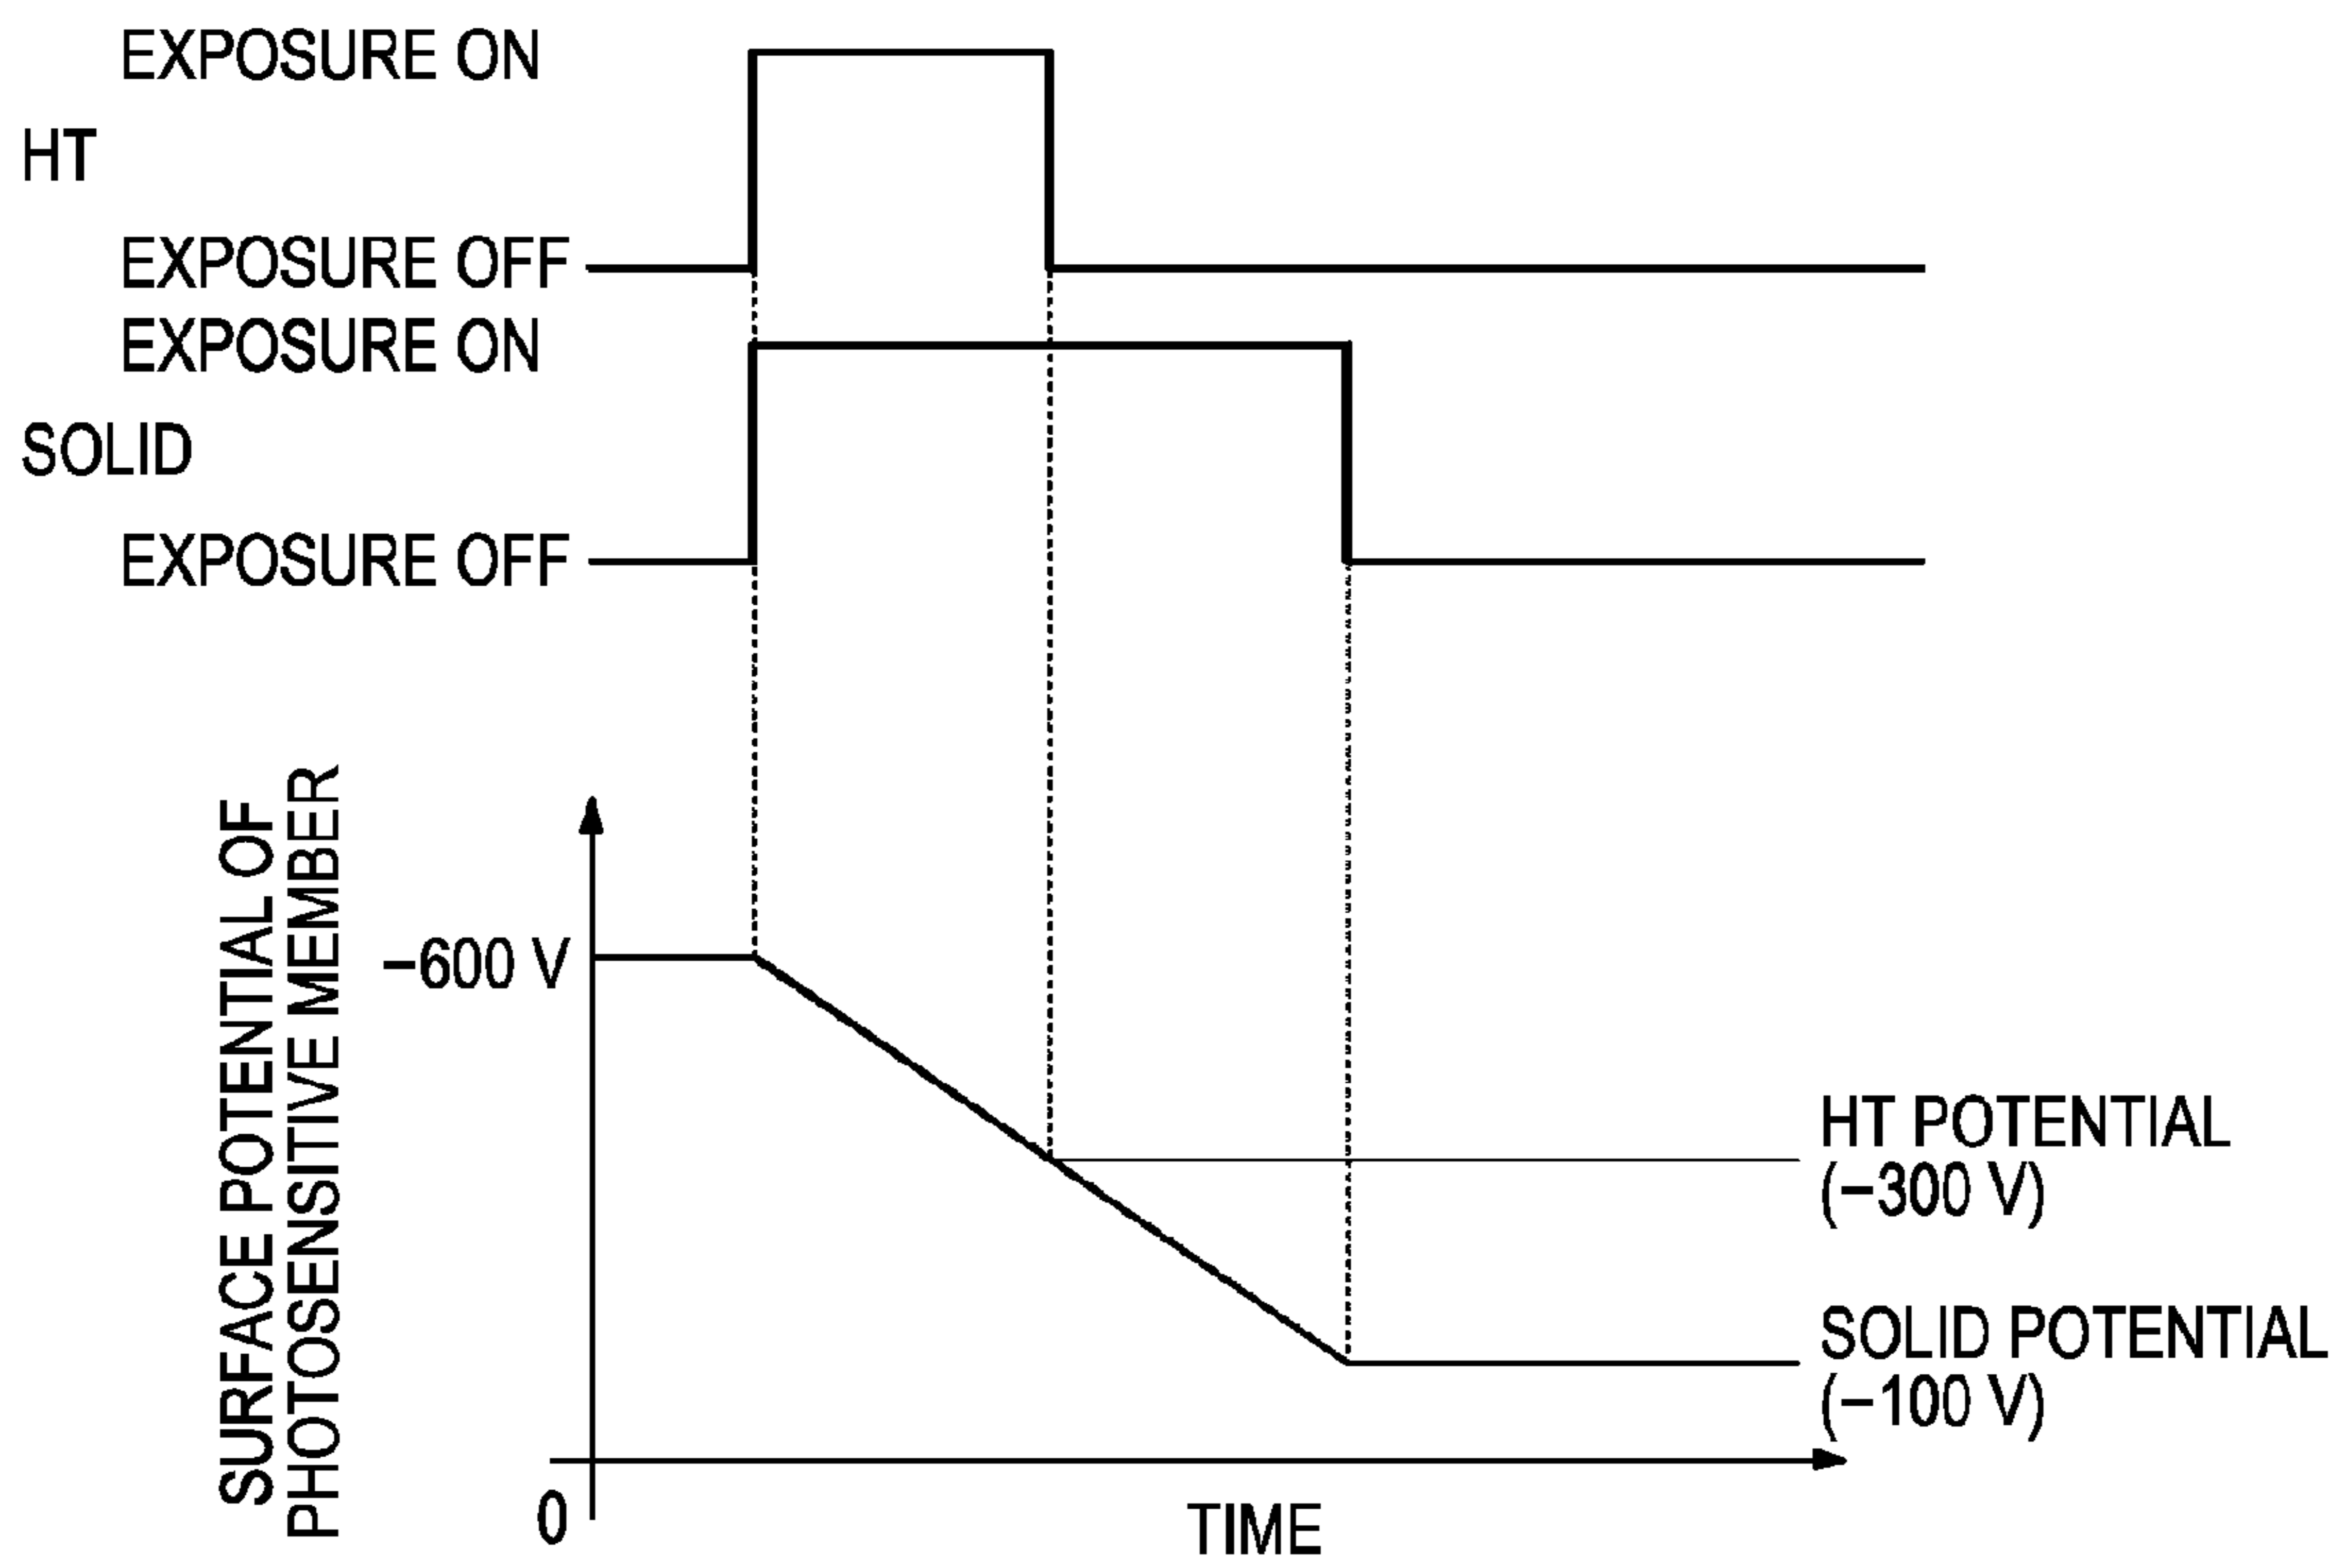 EXPOSURE ON
HT
EXPOSURE OFF
EXPOSURE ON
SOLID
EXPOSURE OFF
SURFACE POTENTIAL OF
PHOTOSENSITIVE MEMBER
−600 V
HT POTENTIAL
(−300 V)
SOLID POTENTIAL
(−100 V)
0
TIME